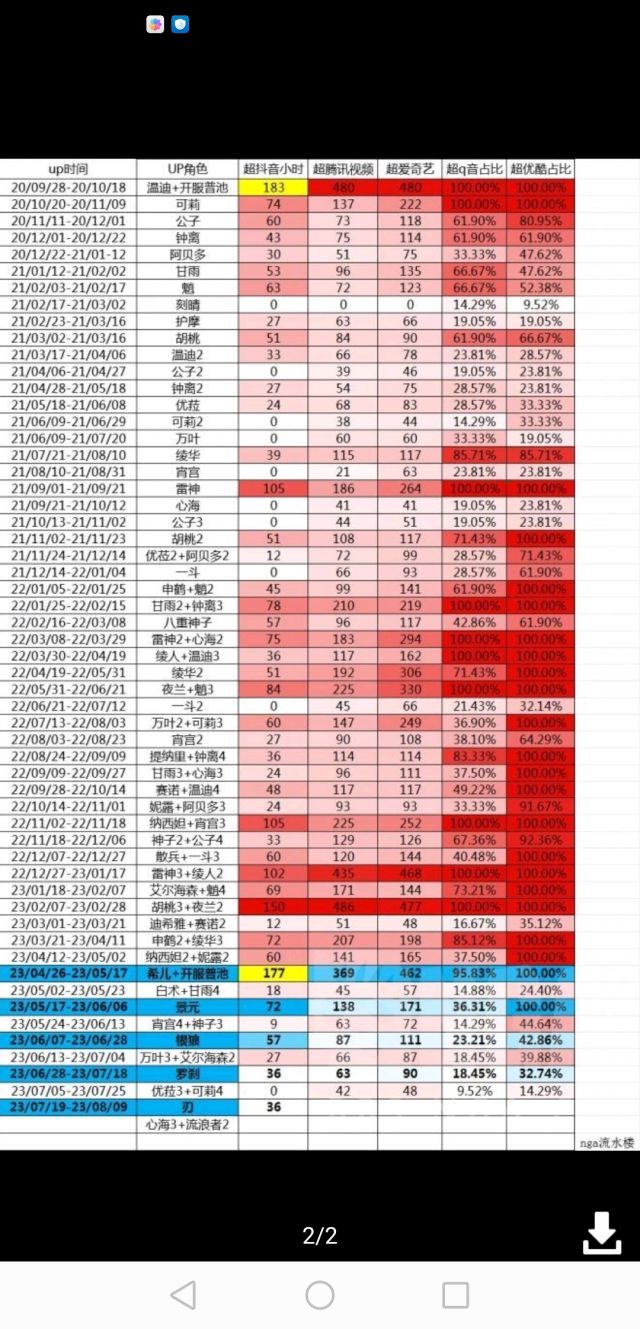 up时间 UP角色 超抖音小时 超腾讯视频 超爱奇艺 超q音占比 超优酷占比
20/09/28-20/10/18 温迪+开服普池 183 480 480 100.00% 100.00%
20/10/20-20/11/09 可莉 74 137 222 100.00% 100.00%
20/11/11-20/12/01 公子 60 73 118 61.90% 80.95%
20/12/01-20/12/22 钟离 43 75 114 61.90% 61.90%
20/12/22-21/01-12 阿贝多 30 51 75 33.33% 47.62%
21/01/12-21/02/02 甘雨 53 96 135 66.67% 47.62%
21/02/03-21/02/17 魈 63 72 123 66.67% 52.38%
21/02/17-21/03/02 刻晴 0 0 0 14.29% 9.52%
21/02/23-21/03/16 护摩 27 63 66 19.05% 19.05%
21/03/02-21/03/16 胡桃 51 84 90 61.90% 66.67%
21/03/17-21/04/06 温迪2 33 66 78 23.81% 28.57%
21/04/06-21/04/27 公子2 0 39 46 19.05% 23.81%
21/04/28-21/05/18 钟离2 27 54 75 28.57% 23.81%
21/05/18-21/06/08 优菈 24 68 83 28.57% 33.33%
21/06/09-21/06/29 可莉2 0 38 44 14.29% 33.33%
21/06/09-21/07/20 万叶 0 60 60 33.33% 19.05%
21/07/21-21/08/10 绫华 39 115 117 85.71% 85.71%
21/08/10-21/08/31 宵宫 0 21 63 23.81% 23.81%
21/09/01-21/09/21 雷神 105 186 264 100.00% 100.00%
21/09/21-21/10/12 心海 0 41 41 19.05% 23.81%
21/10/13-21/11/02 公子3 0 44 51 19.05% 23.81%
21/11/02-21/11/23 胡桃2 51 108 117 71.43% 100.00%
21/11/24-21/12/14 优菈2+阿贝多2 12 72 99 28.57% 71.43%
21/12/14-22/01/04 一斗 0 66 93 28.57% 61.90%
22/01/05-22/01/25 申鹤+魈2 45 99 141 61.90% 100.00%
22/01/25-22/02/15 甘雨2+钟离3 78 210 219 100.00% 100.00%
22/02/16-22/03/08 八重神子 57 96 117 42.86% 61.90%
22/03/08-22/03/29 雷神2+心海2 75 183 294 100.00% 100.00%
22/03/30-22/04/19 绫人+温迪3 36 117 162 100.00% 100.00%
22/04/19-22/05/31 绫华2 51 192 306 71.43% 100.00%
22/05/31-22/06/21 夜兰+魈3 84 225 330 100.00% 100.00%
22/06/21-22/07/12 一斗2 0 45 66 21.43% 32.14%
22/07/13-22/08/03 万叶2+可莉3 60 147 249 36.90% 100.00%
22/08/03-22/08/23 宵宫2 27 90 108 38.10% 64.29%
22/08/24-22/09/09 提纳里+钟离4 36 114 114 83.33% 100.00%
22/09/09-22/09/27 甘雨3+心海3 24 96 111 37.50% 100.00%
22/09/28-22/10/14 赛诺+温迪4 48 117 117 49.22% 100.00%
22/10/14-22/11/01 妮露+阿贝多3 24 93 93 33.33% 91.67%
22/11/02-22/11/18 纳西妲+宵宫3 105 225 252 100.00% 100.00%
22/11/18-22/12/06 神子2+公子4 33 129 126 67.36% 92.36%
22/12/07-22/12/27 散兵+一斗3 60 120 144 40.48% 100.00%
22/12/27-23/01/17 雷神3+绫人2 102 435 468 100.00% 100.00%
23/01/18-23/02/07 艾尔海森+魈4 69 171 144 73.21% 100.00%
23/02/07-23/02/28 胡桃3+夜兰2 150 486 477 100.00% 100.00%
23/03/01-23/03/21 迪希雅+赛诺2 12 51 48 16.67% 35.12%
23/03/21-23/04/11 申鹤2+绫华3 72 207 198 85.12% 100.00%
23/04/12-23/05/02 纳西妲2+妮露2 60 141 165 37.50% 100.00%
23/04/26-23/05/17 希儿+开服普池 177 369 462 95.83% 100.00%
23/05/02-23/05/23 白术+甘雨4 18 45 57 14.88% 24.40%
23/05/17-23/06/06 景元 72 138 171 36.31% 100.00%
23/05/24-23/06/13 宵宫4+神子3 9 63 72 14.29% 44.64%
23/06/07-23/06/28 银狼 57 87 111 23.21% 42.86%
23/06/13-23/07/04 万叶3+艾尔海森2 27 66 87 18.45% 39.88%
23/06/28-23/07/18 罗刹 36 63 90 18.45% 32.74%
23/07/05-23/07/25 优菈3+可莉4 0 42 48 9.52% 14.29%
23/07/19-23/08/09 刃 36
心海3+流浪者2
nga流水楼
2/2